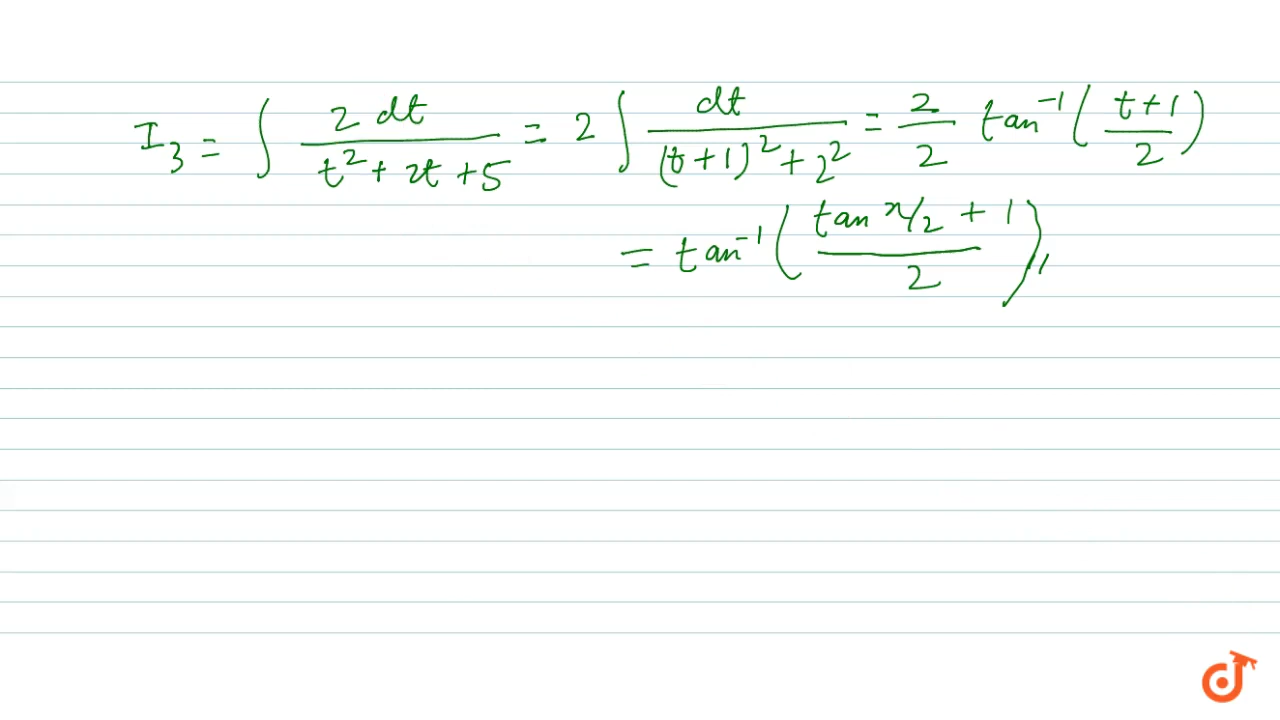 I₃ = ∫ 2 dt / (t² + 2t + 5) = 2 ∫ dt / ((t + 1)² + 2²) = 2/2 tan⁻¹ ((t + 1)/2)
= tan⁻¹ ((tan x/2 + 1)/2) //